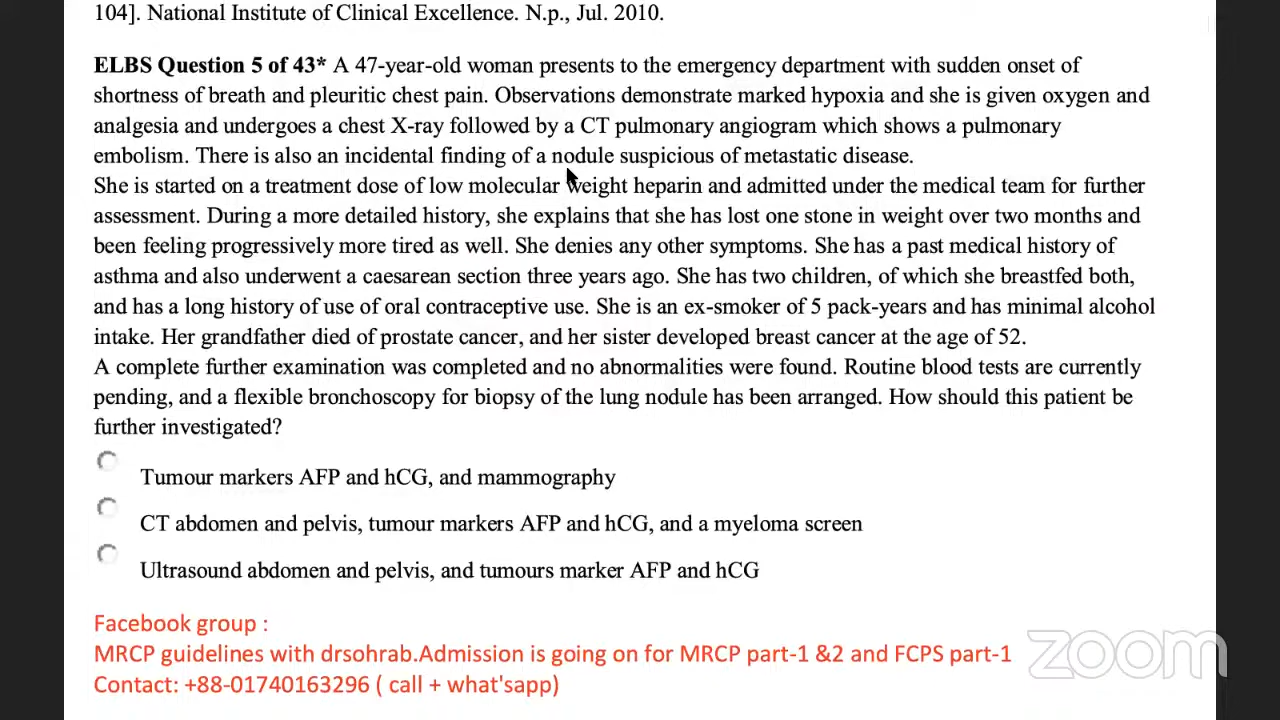 104]. National Institute of Clinical Excellence. N.p., Jul. 2010.
ELBS Question 5 of 43* A 47-year-old woman presents to the emergency department with sudden onset of
shortness of breath and pleuritic chest pain. Observations demonstrate marked hypoxia and she is given oxygen and
analgesia and undergoes a chest X-ray followed by a CT pulmonary angiogram which shows a pulmonary
embolism. There is also an incidental finding of a nodule suspicious of metastatic disease.
She is started on a treatment dose of low molecular weight heparin and admitted under the medical team for further
assessment. During a more detailed history, she explains that she has lost one stone in weight over two months and
been feeling progressively more tired as well. She denies any other symptoms. She has a past medical history of
asthma and also underwent a caesarean section three years ago. She has two children, of which she breastfed both,
and has a long history of use of oral contraceptive use. She is an ex-smoker of 5 pack-years and has minimal alcohol
intake. Her grandfather died of prostate cancer, and her sister developed breast cancer at the age of 52.
A complete further examination was completed and no abnormalities were found. Routine blood tests are currently
pending, and a flexible bronchoscopy for biopsy of the lung nodule has been arranged. How should this patient be
further investigated?
Tumour markers AFP and hCG, and mammography
CT abdomen and pelvis, tumour markers AFP and hCG, and a myeloma screen
Ultrasound abdomen and pelvis, and tumours marker AFP and hCG
Facebook group :
MRCP guidelines with drsohrab.Admission is going on for MRCP part-1 &2 and FCPS part-1
Contact: +88-01740163296 ( call + what'sapp)
zoom